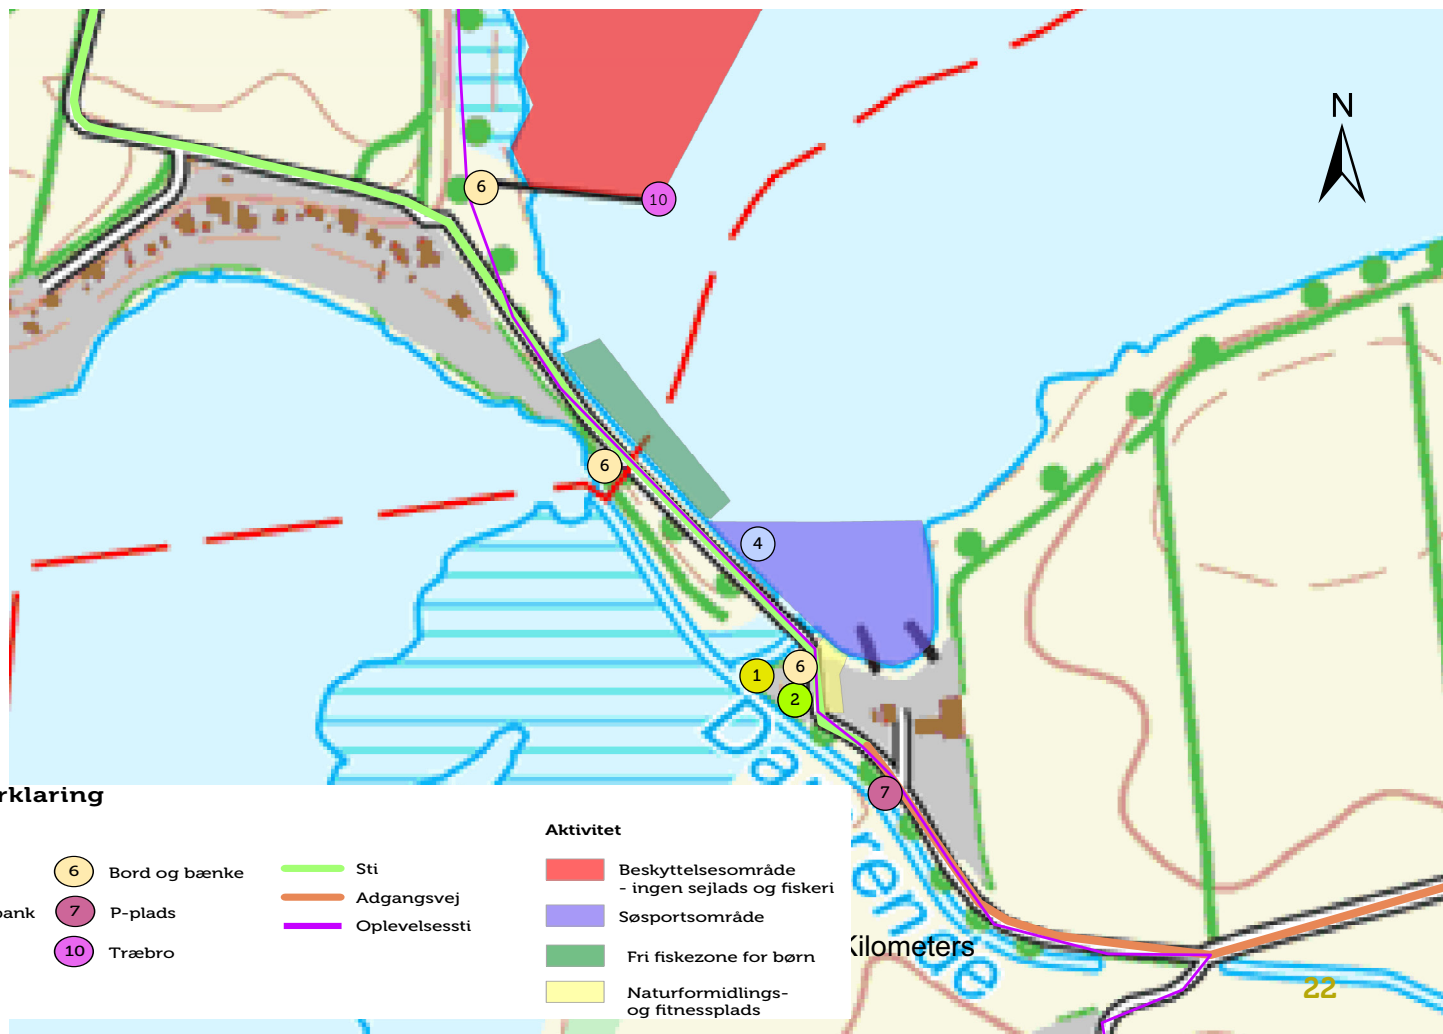 N
6
10
6
4
6
1
2
7
rklaring
Aktivitet
6 Bord og bænke
ank 7 P-plads
10 Træbro
Sti
Adgangsvej
Oplevelsessti
Beskyttelsesområde
- ingen sejlads og fiskeri
Søsportsområde
Fri fiskezone for børn
Naturformidlings-
og fitnessplads
Kilometers
22